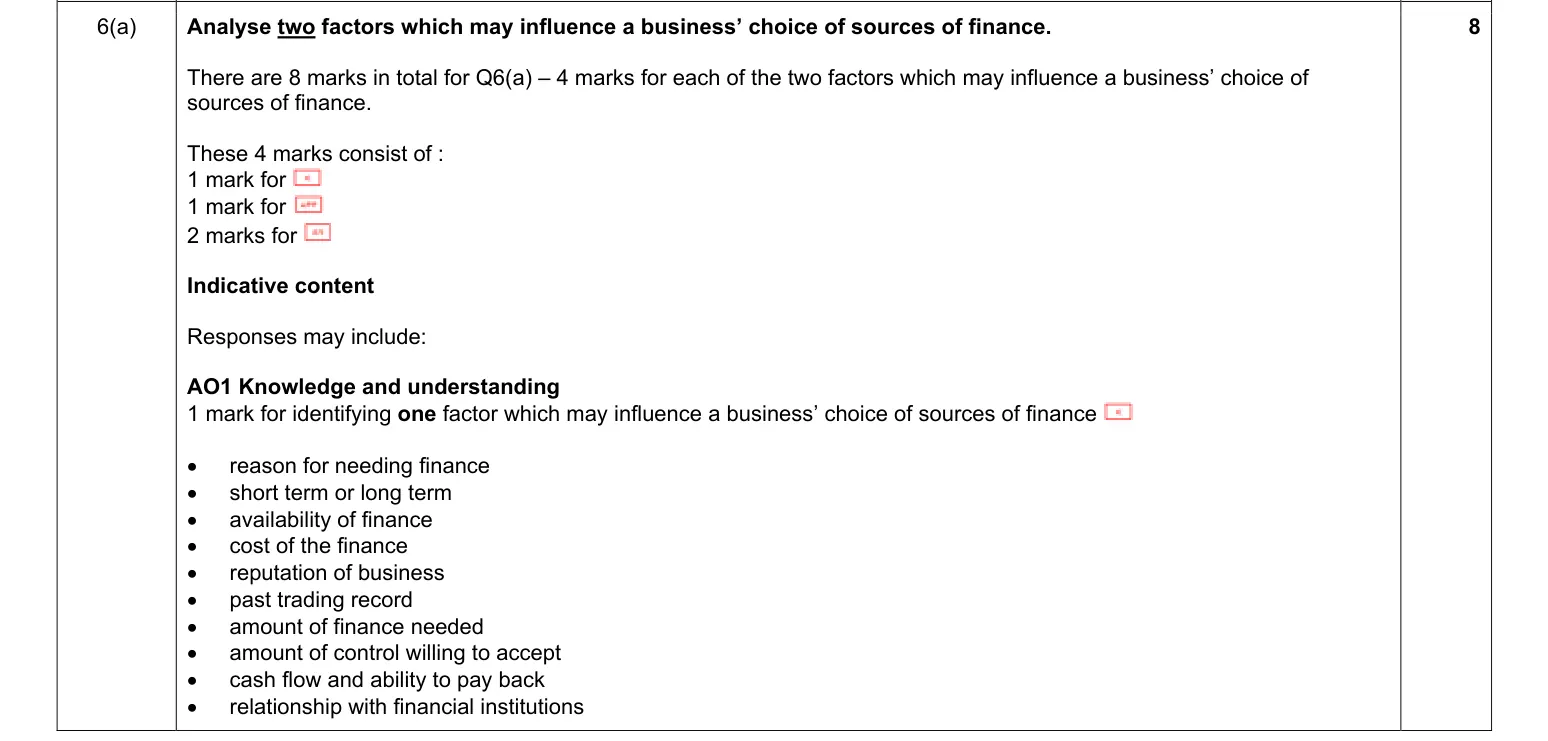 6(a) Analyse two factors which may influence a business’ choice of sources of finance. 8
There are 8 marks in total for Q6(a) – 4 marks for each of the two factors which may influence a business’ choice of
sources of finance.
These 4 marks consist of :
1 mark for
1 mark for
2 marks for
Indicative content
Responses may include:
AO1 Knowledge and understanding
1 mark for identifying one factor which may influence a business’ choice of sources of finance
• reason for needing finance
• short term or long term
• availability of finance
• cost of the finance
• reputation of business
• past trading record
• amount of finance needed
• amount of control willing to accept
• cash flow and ability to pay back
• relationship with financial institutions